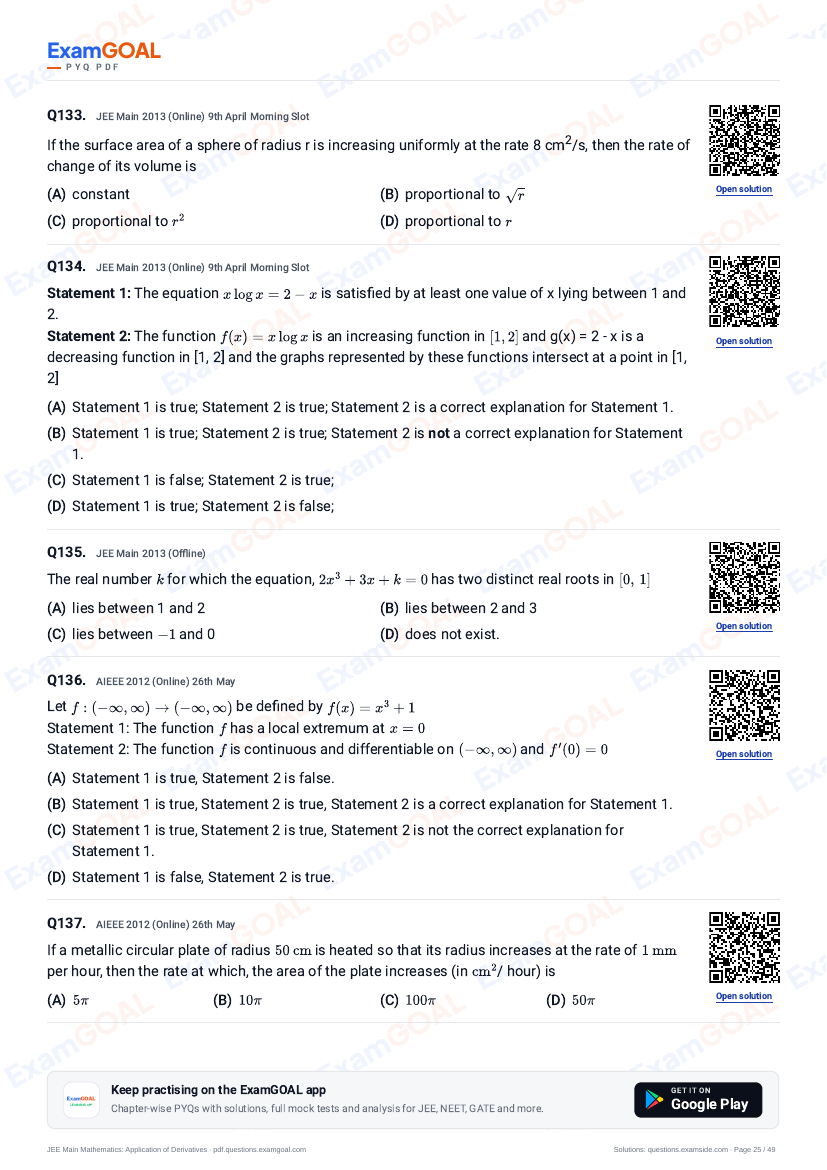 ExamGOAL
PYQ PDF
Q133. JEE Main 2013 (Online) 9th April Morning Slot
If the surface area of a sphere of radius r is increasing uniformly at the rate 8 cm²/s, then the rate of
change of its volume is
(A) constant
(B) proportional to √r
(C) proportional to r²
(D) proportional to r
Open solution
Q134. JEE Main 2013 (Online) 9th April Morning Slot
Statement 1: The equation x log x = 2 − x is satisfied by at least one value of x lying between 1 and
2.
Statement 2: The function f(x) = x log x is an increasing function in [1, 2] and g(x) = 2 - x is a
decreasing function in [1, 2] and the graphs represented by these functions intersect at a point in [1,
2]
(A) Statement 1 is true; Statement 2 is true; Statement 2 is a correct explanation for Statement 1.
(B) Statement 1 is true; Statement 2 is true; Statement 2 is not a correct explanation for Statement
1.
(C) Statement 1 is false; Statement 2 is true;
(D) Statement 1 is true; Statement 2 is false;
Open solution
Q135. JEE Main 2013 (Offline)
The real number k for which the equation, 2x³ + 3x + k = 0 has two distinct real roots in [0, 1]
(A) lies between 1 and 2
(B) lies between 2 and 3
(C) lies between −1 and 0
(D) does not exist.
Open solution
Q136. AIEEE 2012 (Online) 26th May
Let f : (−∞, ∞) → (−∞, ∞) be defined by f(x) = x³ + 1
Statement 1: The function f has a local extremum at x = 0
Statement 2: The function f is continuous and differentiable on (−∞, ∞) and f′(0) = 0
(A) Statement 1 is true, Statement 2 is false.
(B) Statement 1 is true, Statement 2 is true, Statement 2 is a correct explanation for Statement 1.
(C) Statement 1 is true, Statement 2 is true, Statement 2 is not the correct explanation for
Statement 1.
(D) Statement 1 is false, Statement 2 is true.
Open solution
Q137. AIEEE 2012 (Online) 26th May
If a metallic circular plate of radius 50 cm is heated so that its radius increases at the rate of 1 mm
per hour, then the rate at which, the area of the plate increases (in cm²/ hour) is
(A) 5π
(B) 10π
(C) 100π
(D) 50π
Open solution
ExamGOAL
Keep practising on the ExamGOAL app
Chapter-wise PYQs with solutions, full mock tests and analysis for JEE, NEET, GATE and more.
GET IT ON
Google Play
JEE Main Mathematics: Application of Derivatives · pdf.questions.examgoal.com
Solutions: questions.examside.com · Page 25 / 49